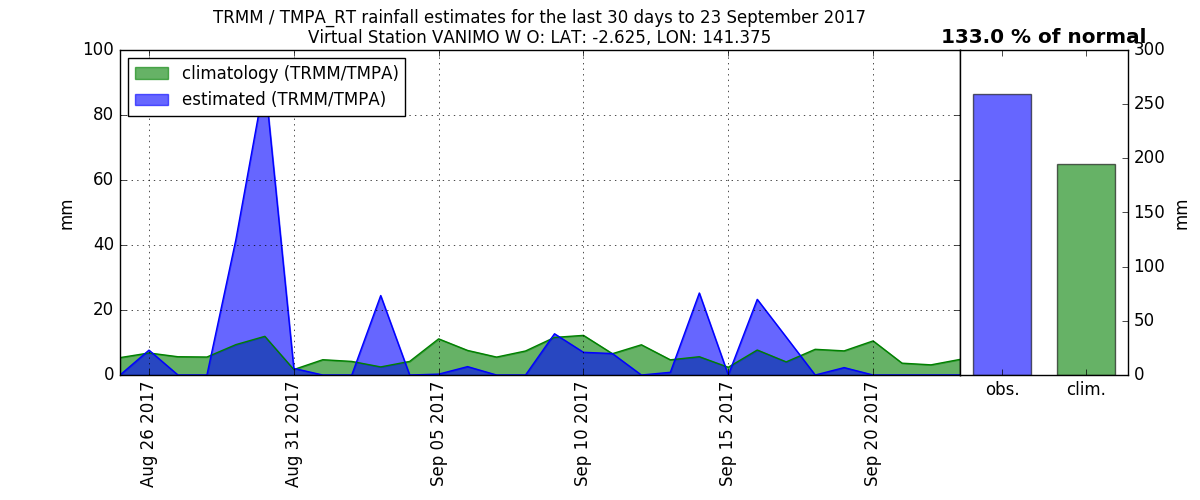 TRMM / TMPA_RT rainfall estimates for the last 30 days to 23 September 2017
Virtual Station VANIMO W O: LAT: -2.625, LON: 141.375
133.0 % of normal
climatology (TRMM/TMPA)
estimated (TRMM/TMPA)
100
80
60
40
20
0
mm
Aug 26 2017
Aug 31 2017
Sep 05 2017
Sep 10 2017
Sep 15 2017
Sep 20 2017
300
250
200
150
100
50
0
mm
obs.
clim.